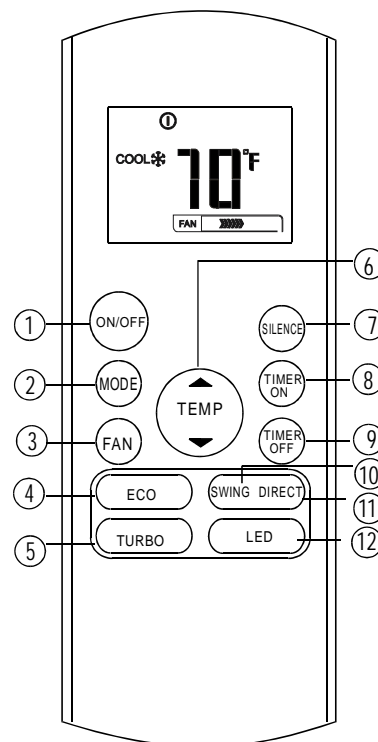 COOL 70°F
FAN
6
1 ON/OFF SILENCE 7
2 MODE TEMP TIMER ON 8
3 FAN TIMER OFF 9
10
4 ECO SWING DIRECT 11
5 TURBO LED 12